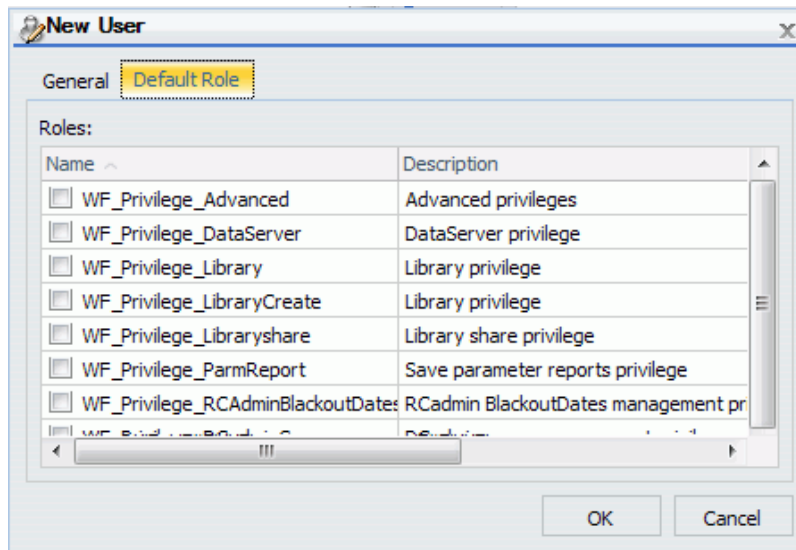 New User
General Default Role
Roles:
Name Description
WF_Privilege_Advanced Advanced privileges
WF_Privilege_DataServer DataServer privilege
WF_Privilege_Library Library privilege
WF_Privilege_LibraryCreate Library privilege
WF_Privilege_Libraryshare Library share privilege
WF_Privilege_ParmReport Save parameter reports privilege
WF_Privilege_RCAdminBlackoutDates RCadmin BlackoutDates management pri
OK Cancel